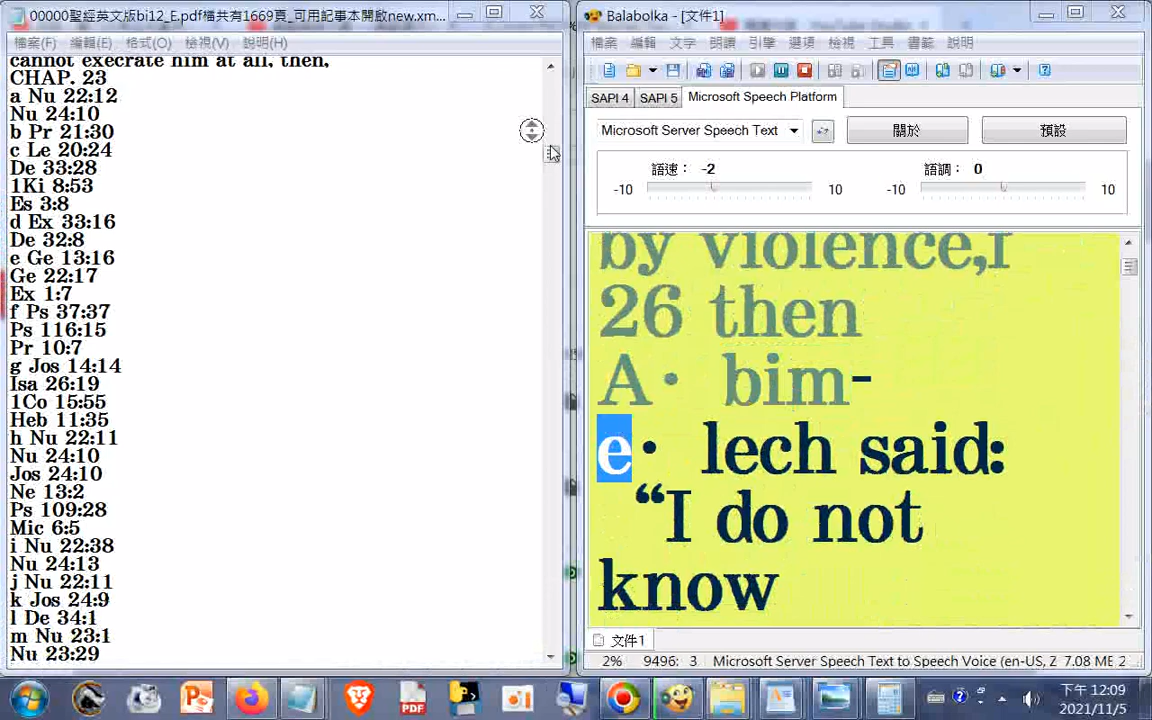 00000聖經英文版bi12_E.pdf檔共有1669頁_可用記事本開啟new.xm...
檔案(F) 編輯(E) 格式(O) 檢視(V) 說明(H)
cannot execrate him at all, then,
CHAP. 23
a Nu 22:12
Nu 24:10
b Pr 21:30
c Le 20:24
De 33:28
1Ki 8:53
Es 3:8
d Ex 33:16
De 32:8
e Ge 13:16
Ge 22:17
Ex 1:7
f Ps 37:37
Ps 116:15
Pr 10:7
g Jos 14:14
Isa 26:19
1Co 15:55
Heb 11:35
h Nu 22:11
Nu 24:10
Jos 24:10
Ne 13:2
Ps 109:28
Mic 6:5
i Nu 22:38
Nu 24:13
j Nu 22:11
k Jos 24:9
l De 34:1
m Nu 23:1
Nu 23:29
Balabolka - [文件1]
檔案 編輯 文字 朗讀 引擎 選項 檢視 工具 書籤 說明
SAPI 4 SAPI 5 Microsoft Speech Platform
Microsoft Server Speech Text 關於 預設
語速： -2 語調： 0
-10 10 -10 10
by violence,f
26 then
A· bim-
e· lech said:
“I do not
know
文件1
2% 9496: 3 Microsoft Server Speech Text to Speech Voice (en-US, Z 7.08 ME 2
下午 12:09
2021/11/5